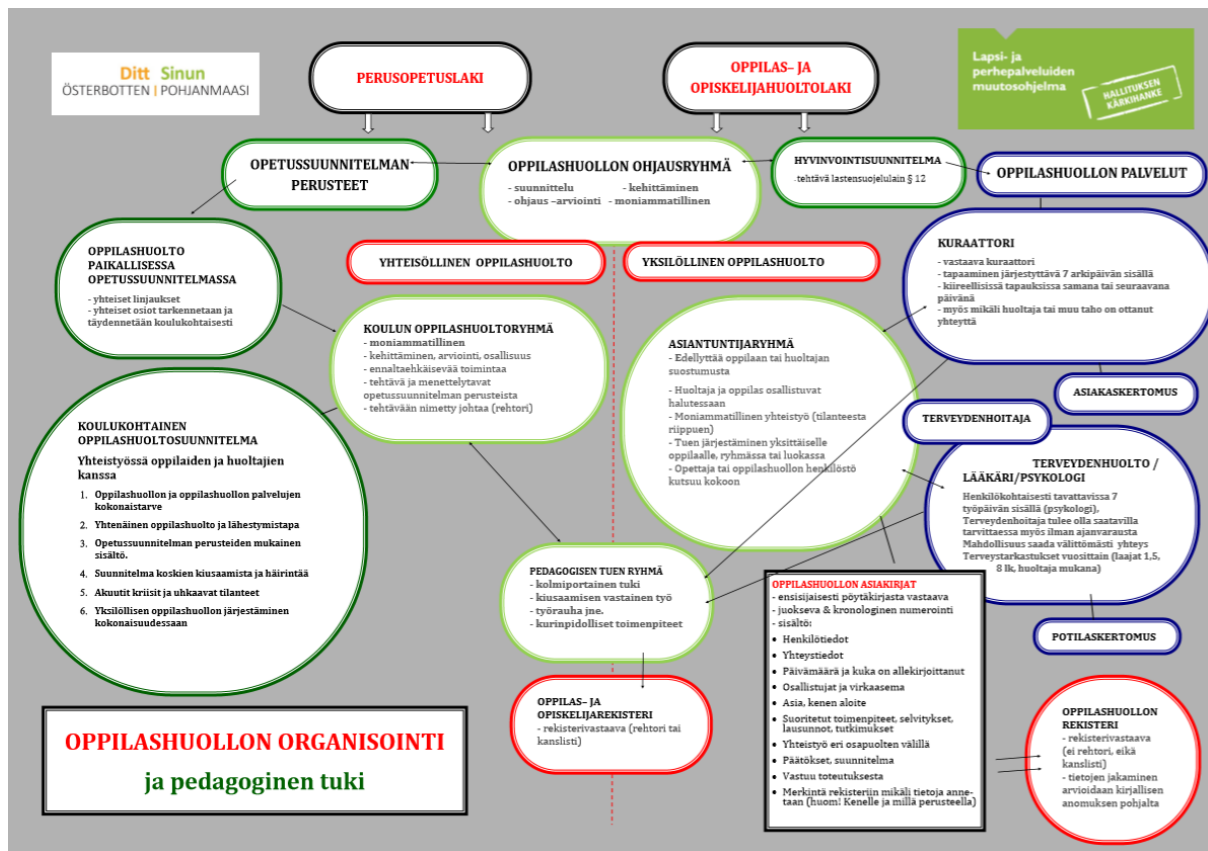 Ditt Sinun
ÖSTERBOTTEN | POHJANMAASI
PERUSOPETUSLAKI
OPPILAS– JA
OPISKELIJAHUOLTOLAKI
Lapsi- ja
perhepalveluiden
muutosohjelma
HALLITUKSEN
KÄRKIHANKE
OPETUSSUUNNITELMAN
PERUSTEET
OPPILASHUOLLON OHJAUSRYHMÄ
- suunnittelu - kehittäminen
- ohjaus –arviointi - moniammatillinen
HYVINVOINTISUUNNITELMA
-tehtävä lastensuojelulain § 12
OPPILASHUOLLON PALVELUT
OPPILASHUOLTO
PAIKALLISESSA
OPETUSSUUNNITELMASSA
- yhteiset linjaukset
- yhteiset osiot tarkennetaan ja
täydennetään koulukohtaisesti
YHTEISÖLLINEN OPPILASHUOLTO
YKSILÖLLINEN OPPILASHUOLTO
KURAATTORI
- vastaava kuraattori
- tapaaminen järjestyttävä 7 arkipäivän sisällä
- kiireellisissä tapauksissa samana tai seuraavana
päivänä
- myös mikäli huoltaja tai muu taho on ottanut
yhteyttä
KOULUN OPPILASHUOLTORYHMÄ
- moniammatillinen
- kehittäminen, arviointi, osallisuus
- ennaltaehkäisevää toimintaa
- tehtävä ja menettelytavat
opetussuunnitelman perusteista
- tehtävään nimetty johtaa (rehtori)
ASIANTUNTIJARYHMÄ
- Edellyttää oppilaan tai huoltajan
suostumusta
- Huoltaja ja oppilas osallistuvat
halutessaan
- Moniammatillinen yhteistyö (tilanteesta
riippuen)
- Tuen järjestäminen yksittäiselle
oppilaalle, ryhmässä tai luokassa
- Opettaja tai oppilashuollon henkilöstö
kutsuu kokoon
ASIAKASKERTOMUS
TERVEYDENHOITAJA
TERVEYDENHUOLTO /
LÄÄKÄRI/PSYKOLOGI
Henkilökohtaisesti tavattavissa 7
työpäivän sisällä (psykologi),
Terveydenhoitaja tulee olla saatavilla
tarvittaessa myös ilman ajanvarausta
Mahdollisuus saada välittömästi yhteys
Terveystarkastukset vuosittain (laajat 1,5,
8 lk, huoltaja mukana)
POTILASKERTOMUS
KOULUKOHTAINEN
OPPILASHUOLTOSUUNNITELMA
Yhteistyössä oppilaiden ja huoltajien
kanssa
1. Oppilashuollon ja oppilashuollon palvelujen
kokonaistarve
2. Yhtenäinen oppilashuolto ja lähestymistapa
3. Opetussuunnitelman perusteiden mukainen
sisältö.
4. Suunnitelma koskien kiusaamista ja häirintää
5. Akuutit kriisit ja uhkaavat tilanteet
6. Yksilöllisen oppilashuollon järjestäminen
kokonaisuudessaan
PEDAGOGISEN TUEN RYHMÄ
- kolmiportainen tuki
- kiusaamisen vastainen työ
- työrauha jne.
- kurinpidolliset toimenpiteet
OPPILAS– JA
OPISKELIJAREKISTERI
- rekisterivastaava (rehtori tai
kanslisti)
OPPILASHUOLLON ASIAKIRJAT
- ensisijaisesti pöytäkirjasta vastaava
- juokseva & kronologinen numerointi
- sisältö:
• Henkilötiedot
• Yhteystiedot
• Päivämäärä ja kuka on allekirjoittanut
• Osallistujat ja virkaasema
• Asia, kenen aloite
• Suoritetut toimenpiteet, selvitykset,
lausunnot, tutkimukset
• Yhteistyö eri osapuolten välillä
• Päätökset, suunnitelma
• Vastuu toteutuksesta
• Merkintä rekisteriin mikäli tietoja anne-
taan (huom! Kenelle ja millä perusteella)
OPPILASHUOLLON
REKISTERI
- rekisterivastaava
(ei rehtori, eikä
kanslisti)
- tietojen jakaminen
arvioidaan kirjallisen
anomuksen pohjalta
OPPILASHUOLLON ORGANISOINTI
ja pedagoginen tuki